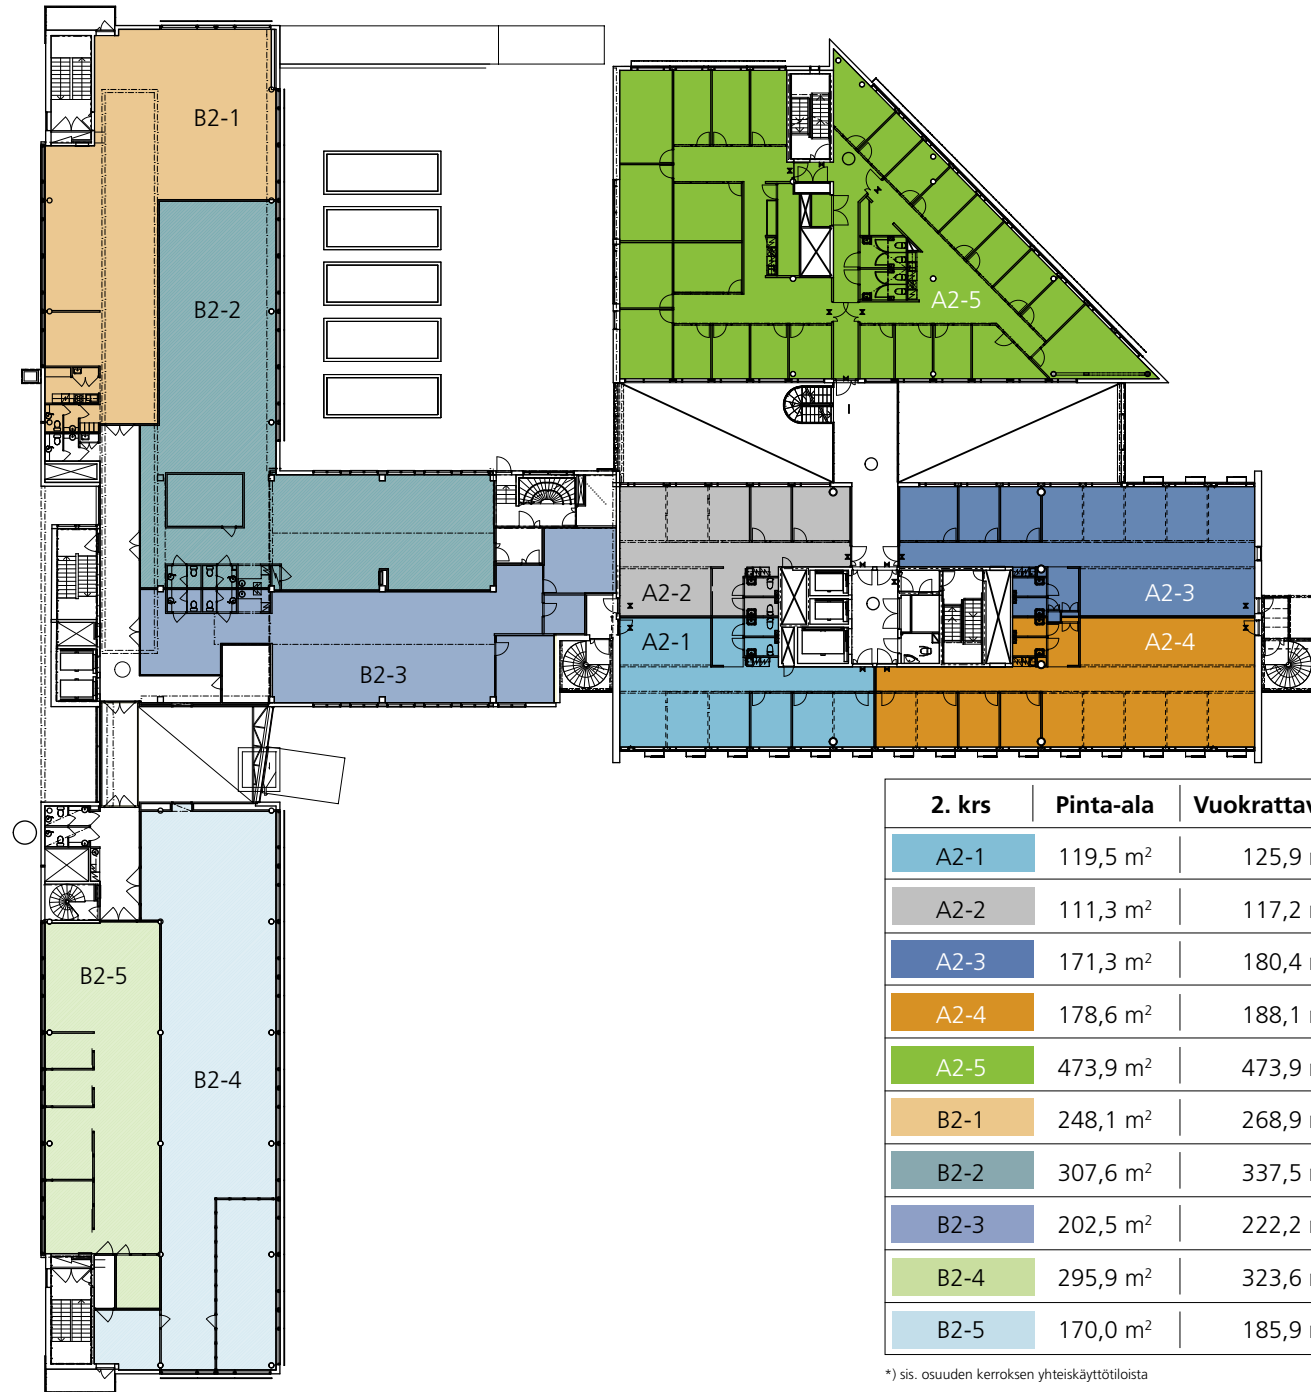 B2-1
B2-2
A2-5
A2-2
A2-3
A2-1
A2-4
B2-3
B2-5
B2-4
2. krs Pinta-ala
A2-1 119,5 m² 125,9
A2-2 111,3 m² 117,2
A2-3 171,3 m² 180,4
A2-4 178,6 m² 188,1
A2-5 473,9 m² 473,9
B2-1 248,1 m² 268,9
B2-2 307,6 m² 337,5
B2-3 202,5 m² 222,2
B2-4 295,9 m² 323,6
B2-5 170,0 m² 185,9
*) sis. osuuden kerroksen yhteiskäyttötiloista